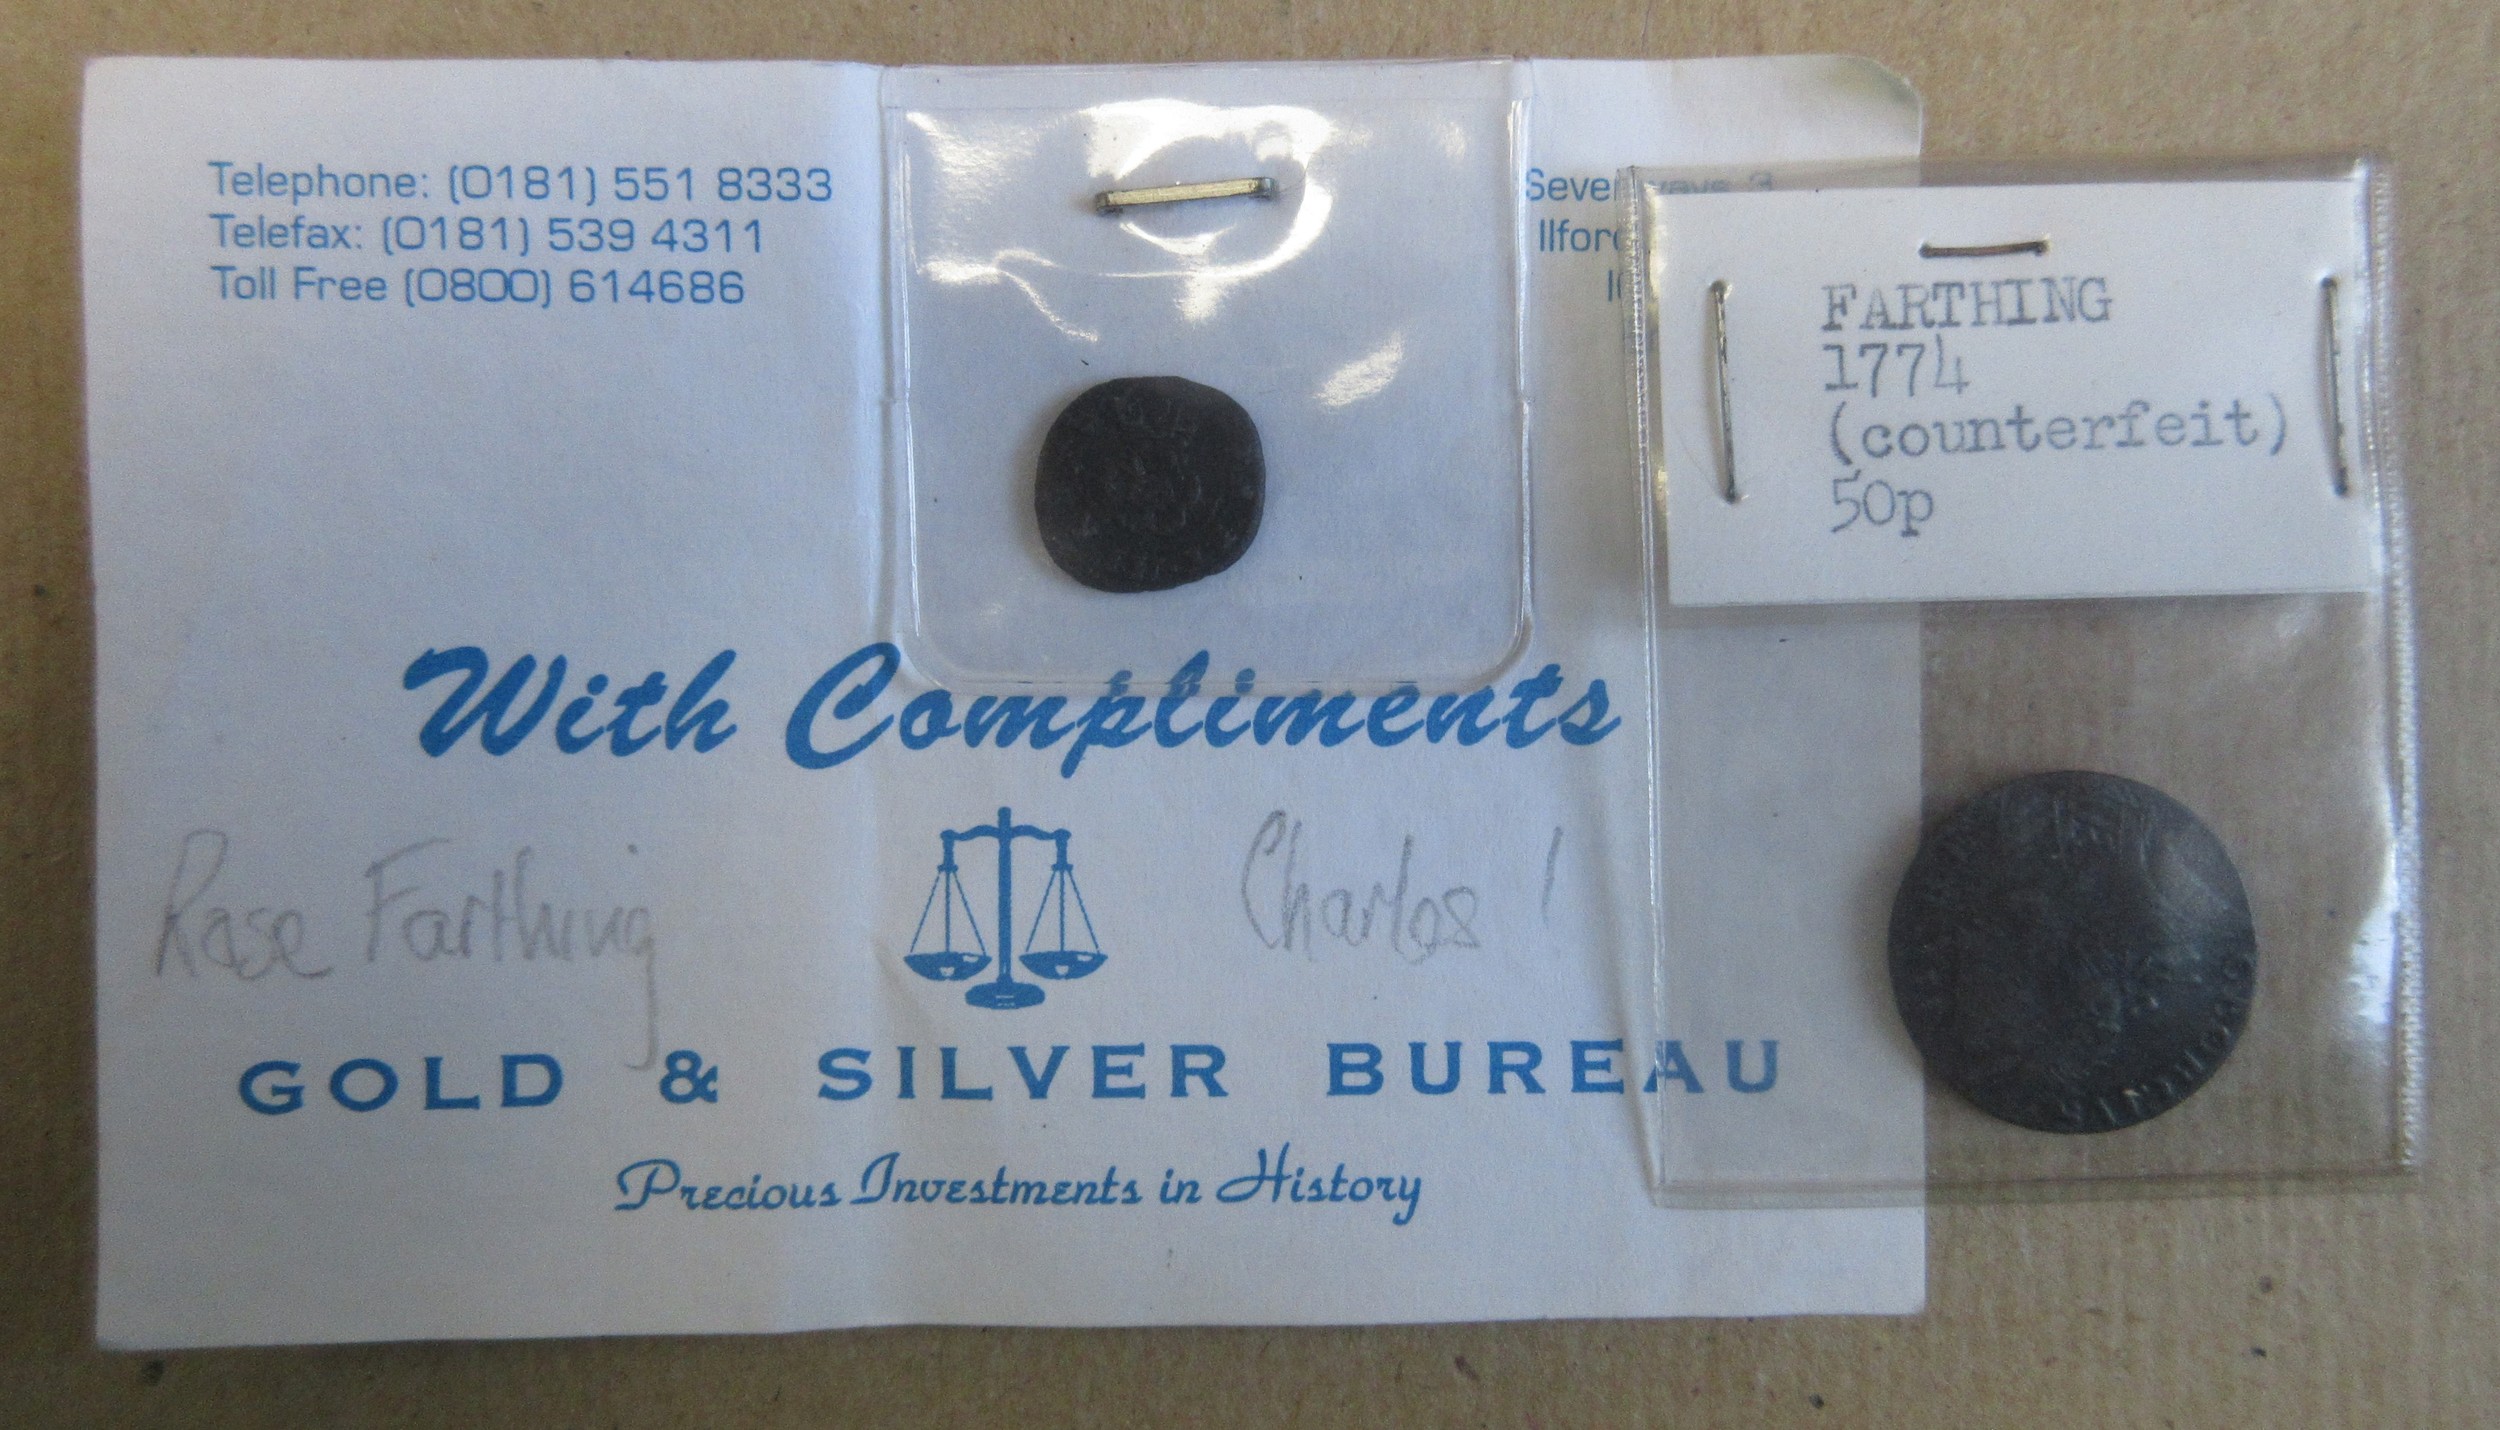 Telephone: (0181) 551 8333
Telefax: (0181) 539 4311
Toll Free (0800) 614686
FARTHING
1774
(counterfeit)
50p
With Compliments
Rose Farthing
Charles 1
GOLD & SILVER BUREAU
Precious Investments in History